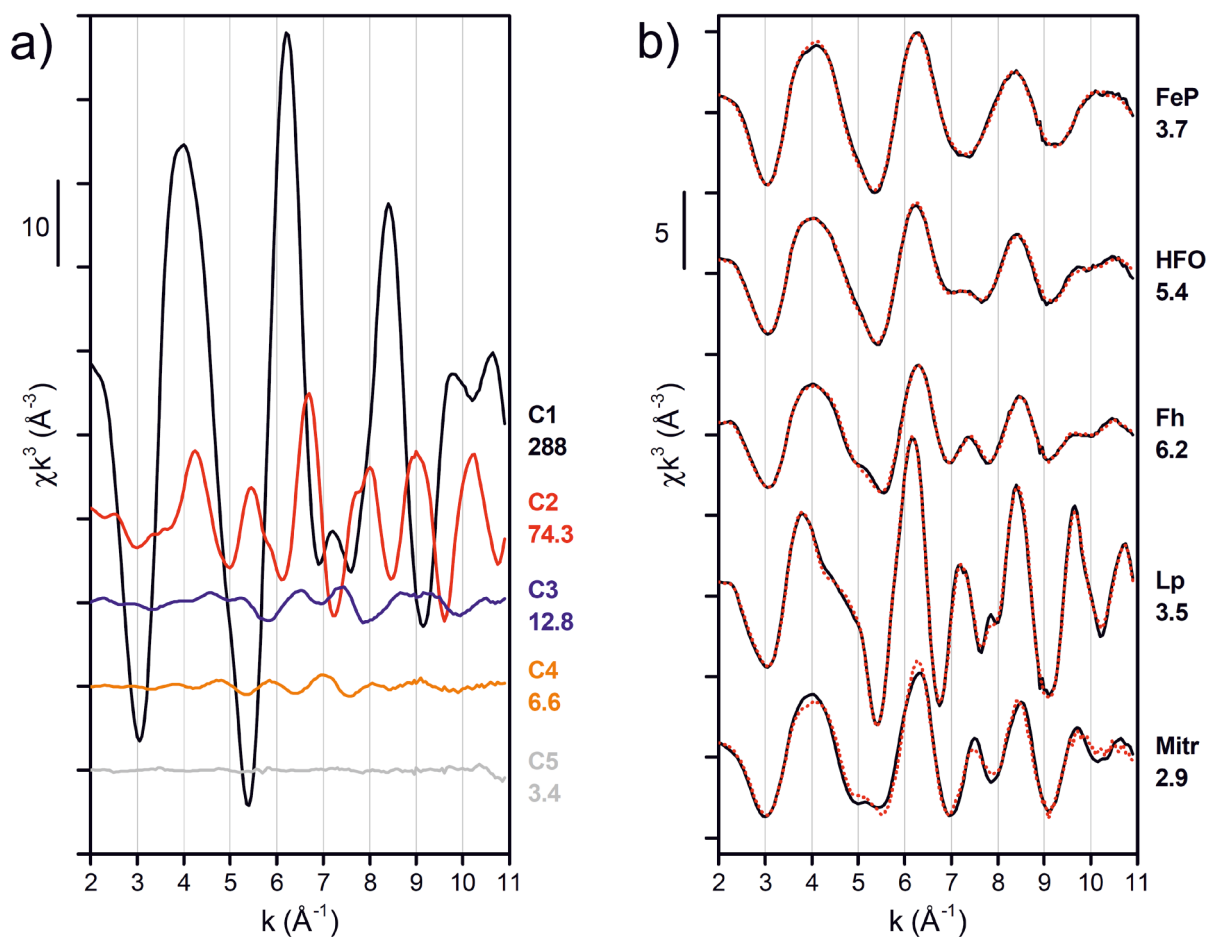 a)
10
χk³ (Å⁻³)
C1
288
C2
74.3
C3
12.8
C4
6.6
C5
3.4
2 3 4 5 6 7 8 9 10 11
k (Å⁻¹)
b)
5
χk³ (Å⁻³)
FeP
3.7
HFO
5.4
Fh
6.2
Lp
3.5
Mitr
2.9
2 3 4 5 6 7 8 9 10 11
k (Å⁻¹)